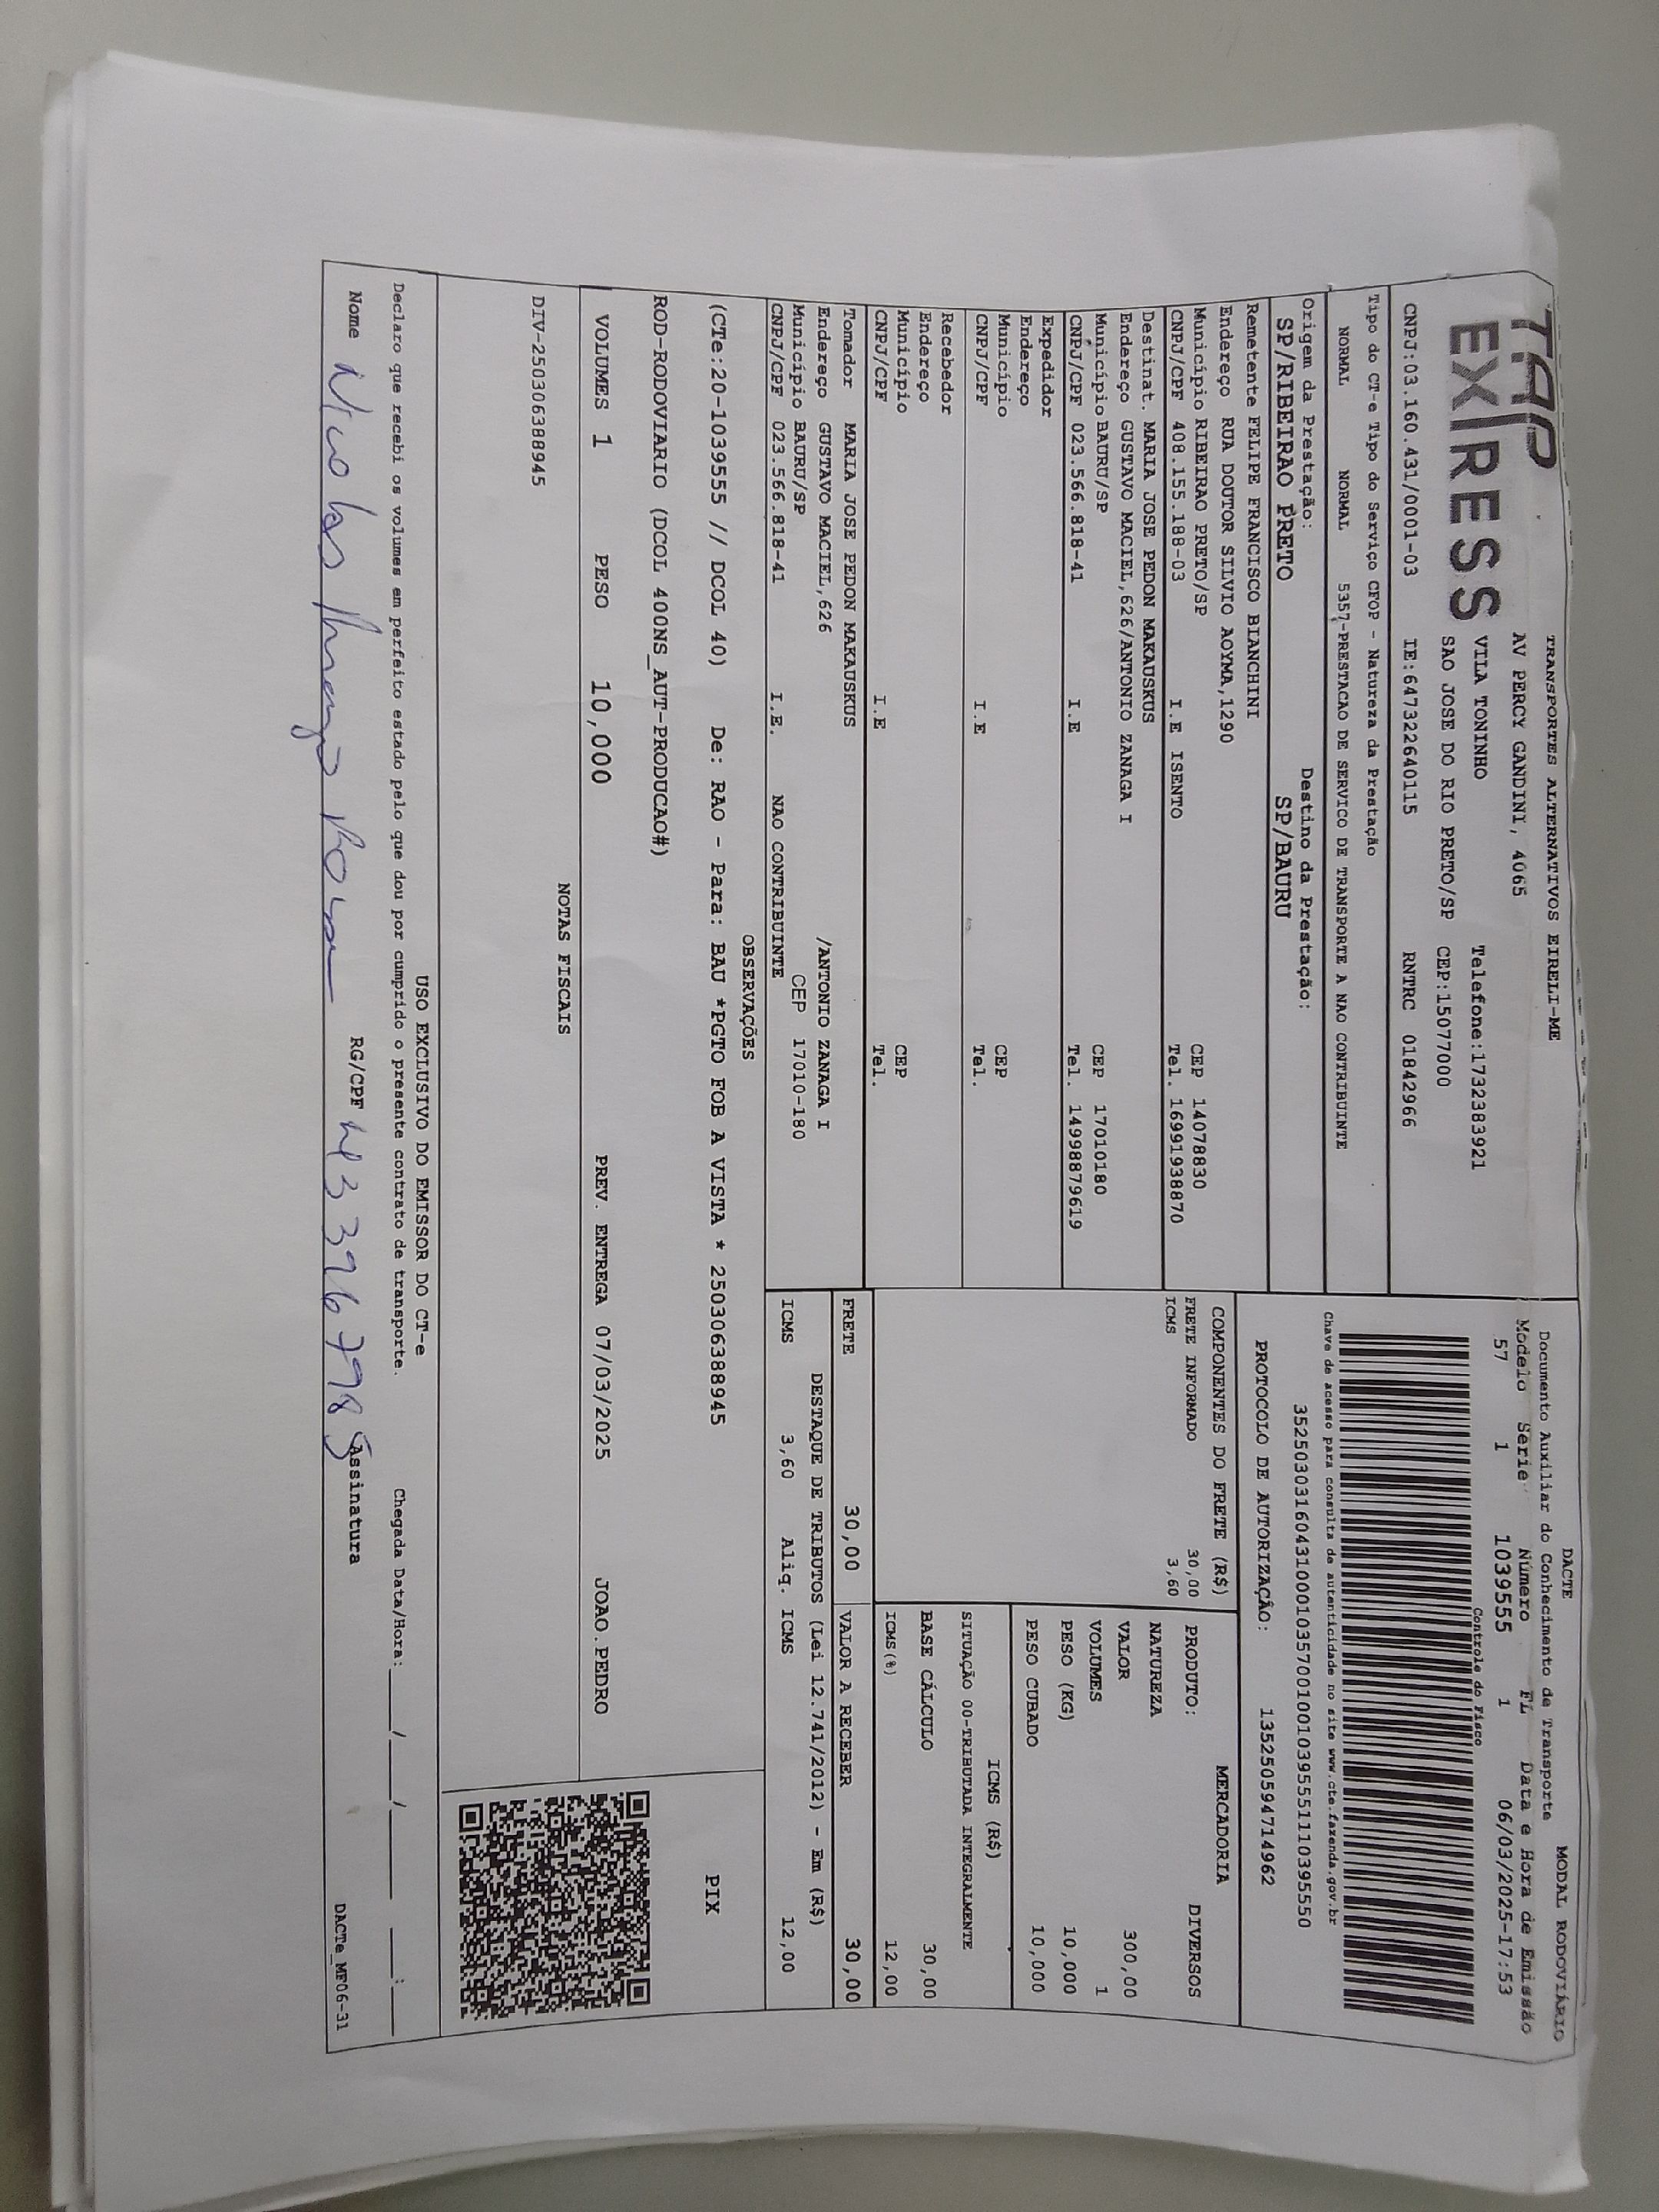 TAP
EXPRESS
TRANSPORTES ALTERNATIVOS EIRELI-ME
AV PERCY GANDINI, 4065
VILA TONINHO Telefone:1732383921
SAO JOSE DO RIO PRETO/SP CEP:15077000
CNPJ:03.160.431/0001-03 IE:647322640115 RNTRC 01842966
Tipo do CT-e Tipo do Serviço CFOP - Natureza da Prestação
NORMAL NORMAL 5357-PRESTACAO DE SERVICO DE TRANSPORTE A NAO CONTRIBUINTE
Origem da Prestação: Destino da Prestação:
SP/RIBEIRAO PRETO SP/BAURU
Remetente FELIPE FRANCISCO BIANCHINI
Endereço RUA DOUTOR SILVIO AOYMA,1290
Município RIBEIRAO PRETO/SP CEP 14078830
CNPJ/CPF 408.155.188-03 I.E ISENTO Tel. 16991938870
Destinat. MARIA JOSE PEDON MAKAUSKUS
Endereço GUSTAVO MACIEL,626/ANTONIO ZANAGA I
Município BAURU/SP CEP 17010180
CNPJ/CPF 023.566.818-41 I.E Tel. 14998879619
Expedidor
Endereço
Município CEP
CNPJ/CPF I.E Tel.
Recebedor
Endereço
Município CEP
CNPJ/CPF I.E Tel.
Tomador MARIA JOSE PEDON MAKAUSKUS
Endereço GUSTAVO MACIEL,626 /ANTONIO ZANAGA I
Município BAURU/SP CEP 17010-180
CNPJ/CPF 023.566.818-41 I.E. NAO CONTRIBUINTE
DACTE MODAL RODOVIÁRIO
Documento Auxiliar do Conhecimento de Transporte
Modelo Série Número FL Data e Hora de Emissão
57 1 1039555 1 06/03/2025-17:53
Controle do Fisco
Chave de acesso para consulta de autenticidade no site www.cte.fazenda.gov.br
35250303160431000103570010010395551110395550
PROTOCOLO DE AUTORIZAÇÃO: 135250594714962
COMPONENTES DO FRETE (R$)
FRETE INFORMADO 30,00
ICMS 3,60
MERCADORIA
PRODUTO: DIVERSOS
NATUREZA
VALOR 300,00
VOLUMES 1
PESO (KG) 10,000
PESO CUBADO 10,000
ICMS (R$)
SITUAÇÃO 00-TRIBUTADA INTEGRALMENTE
BASE CÁLCULO 30,00
ICMS(%) 12,00
FRETE 30,00 VALOR A RECEBER 30,00
DESTAQUE DE TRIBUTOS (Lei 12.741/2012) - Em (R$)
ICMS 3,60 Aliq. ICMS 12,00
OBSERVAÇÕES
(CTe:20-1039555 // DCOL 40) De: RAO - Para: BAU *PGTO FOB A VISTA * 25030638​8945
ROD-RODOVIARIO (DCOL 400NS_AUT-PRODUCAO#)
PIX
VOLUMES 1 PESO 10,000 PREV. ENTREGA 07/03/2025 JOAO.PEDRO
NOTAS FISCAIS
DIV-250306388945
USO EXCLUSIVO DO EMISSOR DO CT-e
Declaro que recebi os volumes em perfeito estado pelo que dou por cumprido o presente contrato de transporte. Chegada Data/Hora:____/____/______ ___:___
Nome Nicolas RG/CPF Assinatura
DACTe_MF06-31